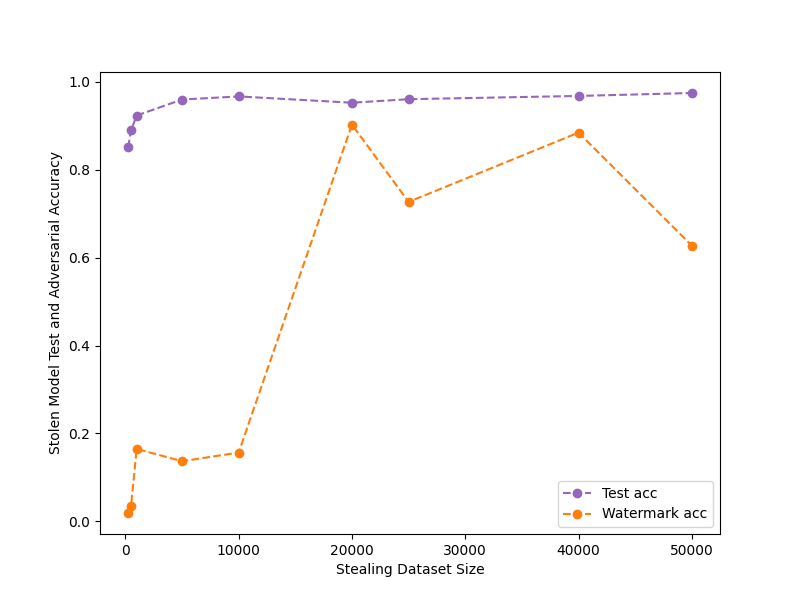 1.0
0.8
0.6
0.4
0.2
0.0
Stolen Model Test and Adversarial Accuracy
Test acc
Watermark acc
0 10000 20000 30000 40000 50000
Stealing Dataset Size